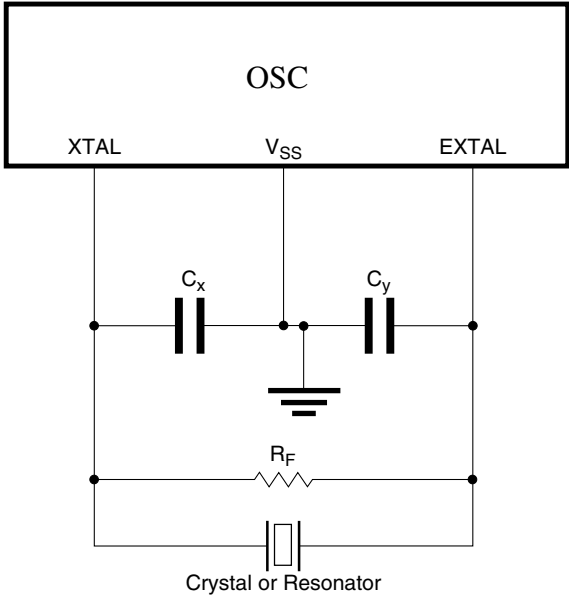 OSC
XTAL
VSS
EXTAL
Cx
Cy
RF
Crystal or Resonator